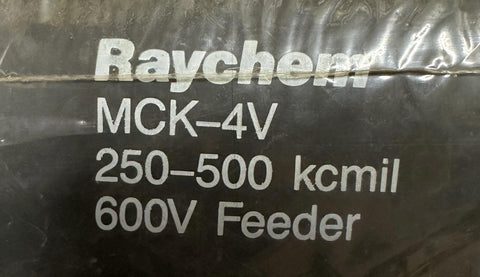 Raychem
MCK-4V
250-500 kcmil
600V Feeder